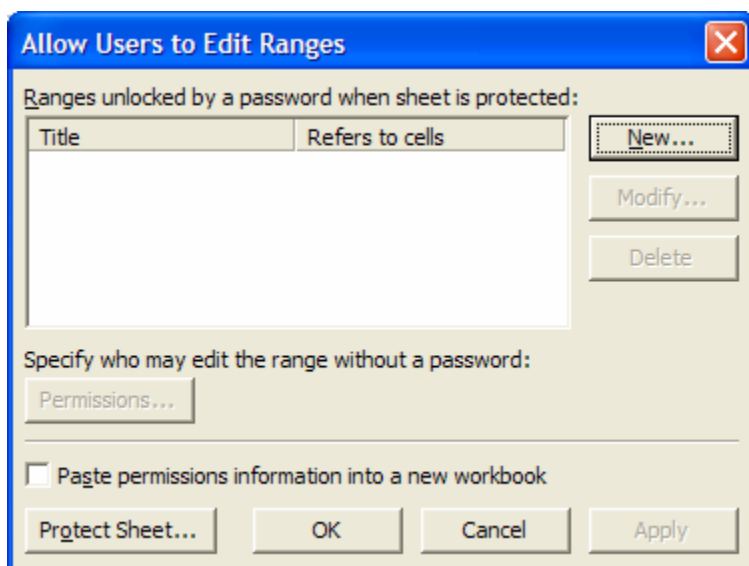 Allow Users to Edit Ranges
Ranges unlocked by a password when sheet is protected:
Title Refers to cells
New...
Modify...
Delete
Specify who may edit the range without a password:
Permissions...
Paste permissions information into a new workbook
Protect Sheet... OK Cancel Apply